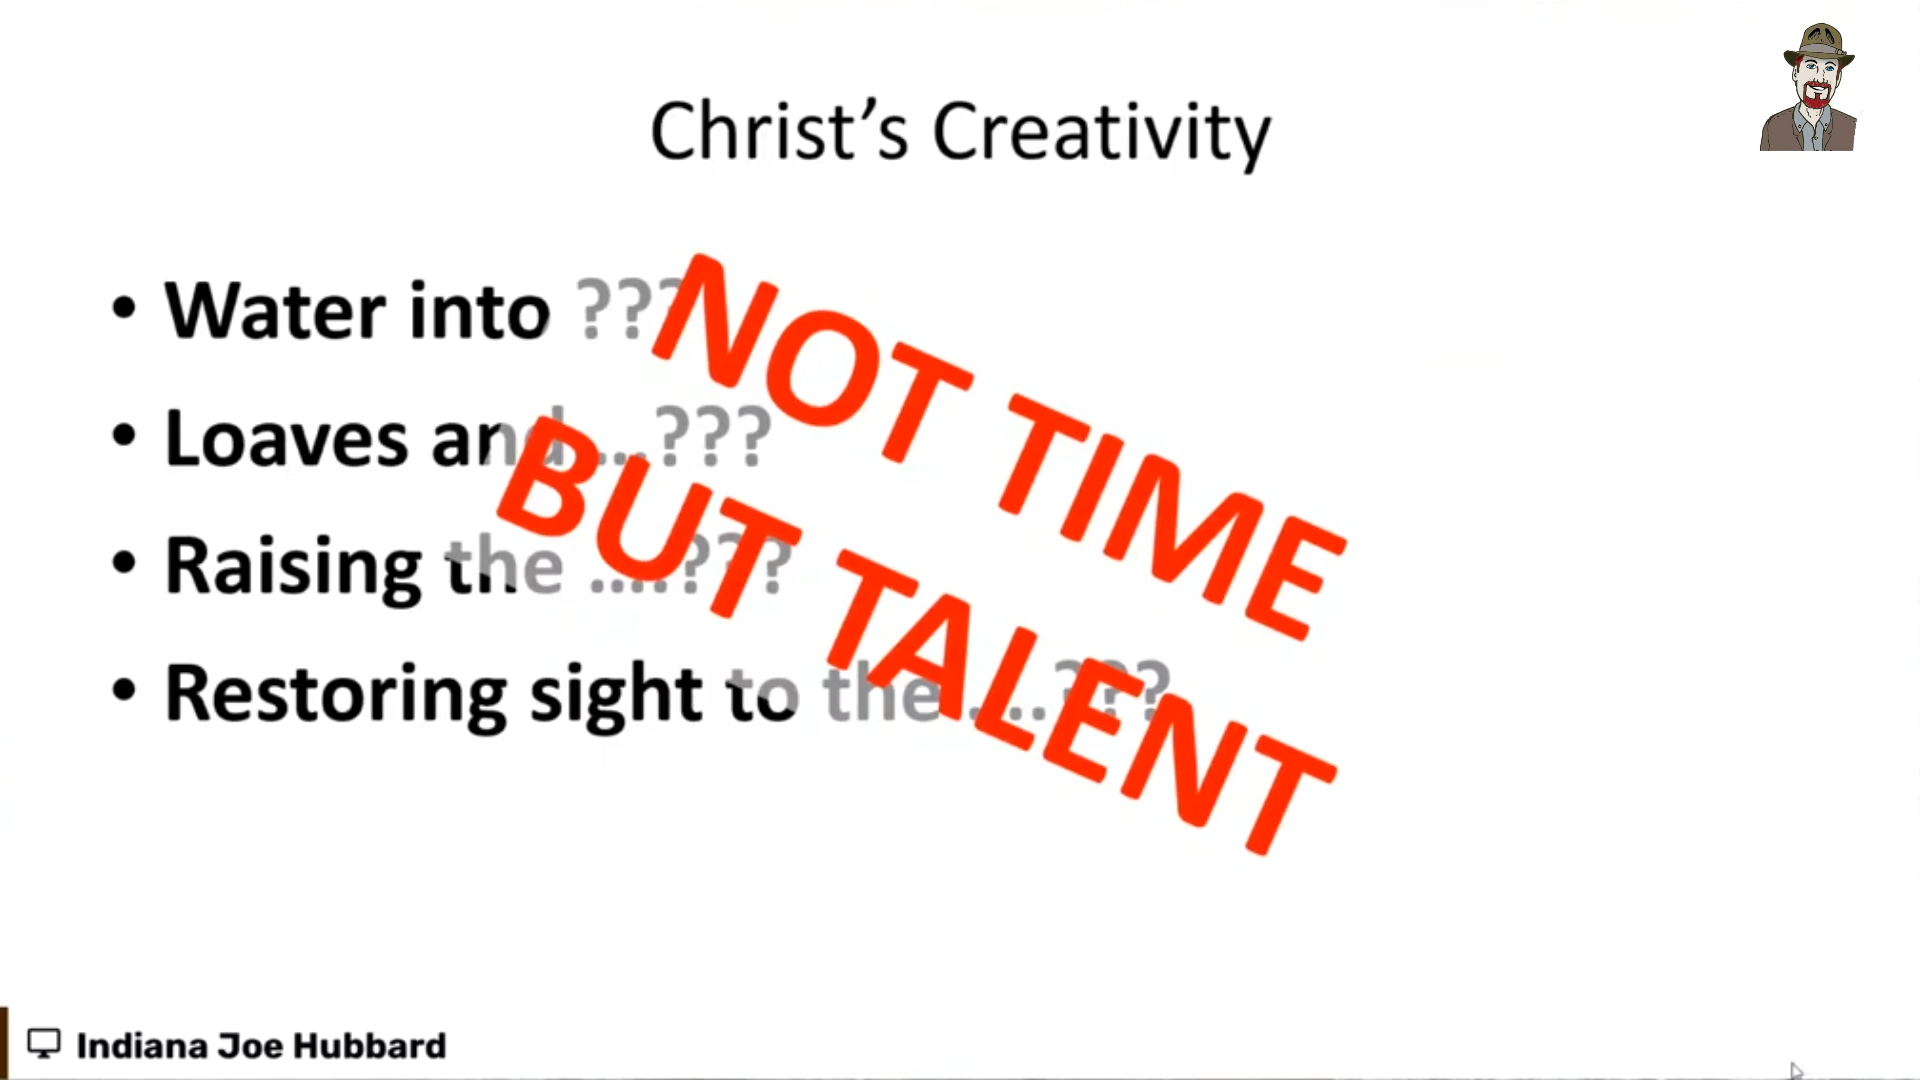 Christ’s Creativity
• Water into ???
• Loaves and ...???
• Raising the ....???
• Restoring sight to the ....???
NOT TIME
BUT TALENT
Indiana Joe Hubbard